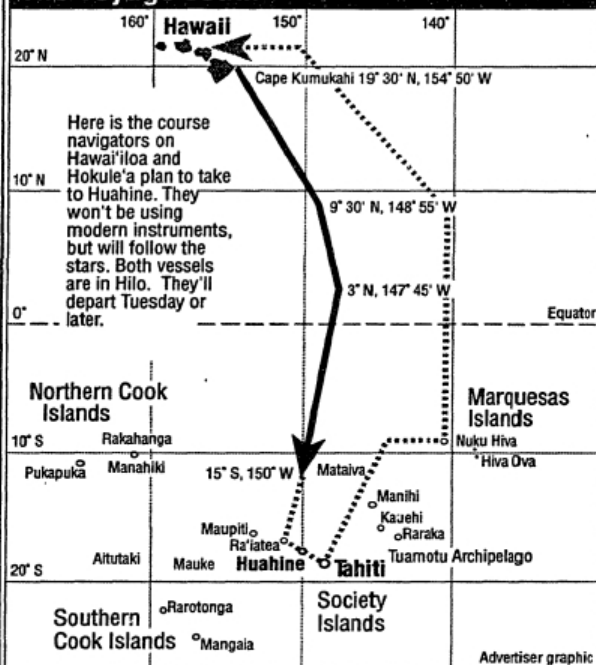 160°
150°
140°
Hawaii
20° N
Cape Kumukahi 19° 30' N, 154° 50' W
Here is the course
navigators on
Hawai'iloa and
Hokule'a plan to take
to Huahine. They
won't be using
modern instruments,
but will follow the
stars. Both vessels
are in Hilo. They'll
depart Tuesday or
later.
10° N
9° 30' N, 148° 55' W
3° N, 147° 45' W
0°
Equator
Northern Cook
Islands
Marquesas
Islands
10° S
Rakahanga
Nuku Hiva
Pukapuka
Manahiki
15° S, 150° W
Mataiva
Hiva Ova
Manihi
Kauehi
Maupiti
Raraka
Ra'iatea
Tuamotu Archipelago
Aitutaki
Mauke
Huahine
Tahiti
20° S
Society
Islands
Rarotonga
Southern
Cook Islands
Mangaia
Advertiser graphic